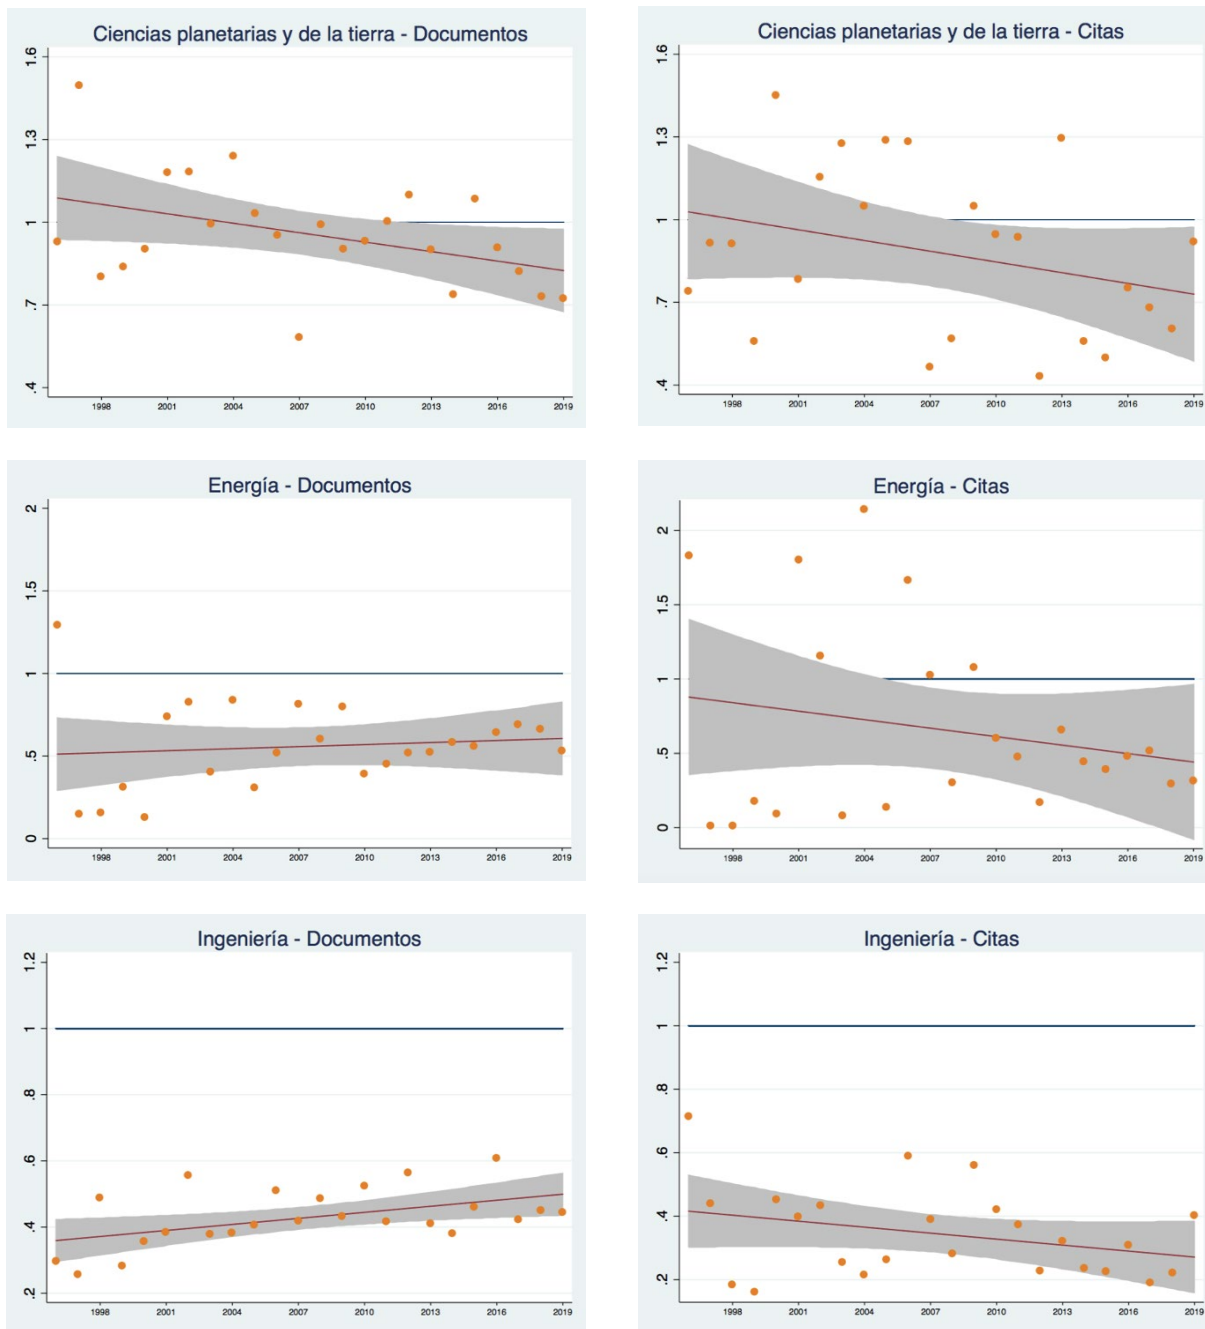 Ciencias planetarias y de la tierra - Documentos
1.6
1.3
1
.7
.4
1998 2001 2004 2007 2010 2013 2016 2019
Ciencias planetarias y de la tierra - Citas
1.6
1.3
1
.7
.4
1998 2001 2004 2007 2010 2013 2016 2019
Energía - Documentos
2
1.5
1
.5
0
1998 2001 2004 2007 2010 2013 2016 2019
Energía - Citas
2
1.5
1
.5
0
1998 2001 2004 2007 2010 2013 2016 2019
Ingeniería - Documentos
1.2
1
.8
.6
.4
.2
1998 2001 2004 2007 2010 2013 2016 2019
Ingeniería - Citas
1.2
1
.8
.6
.4
.2
1998 2001 2004 2007 2010 2013 2016 2019